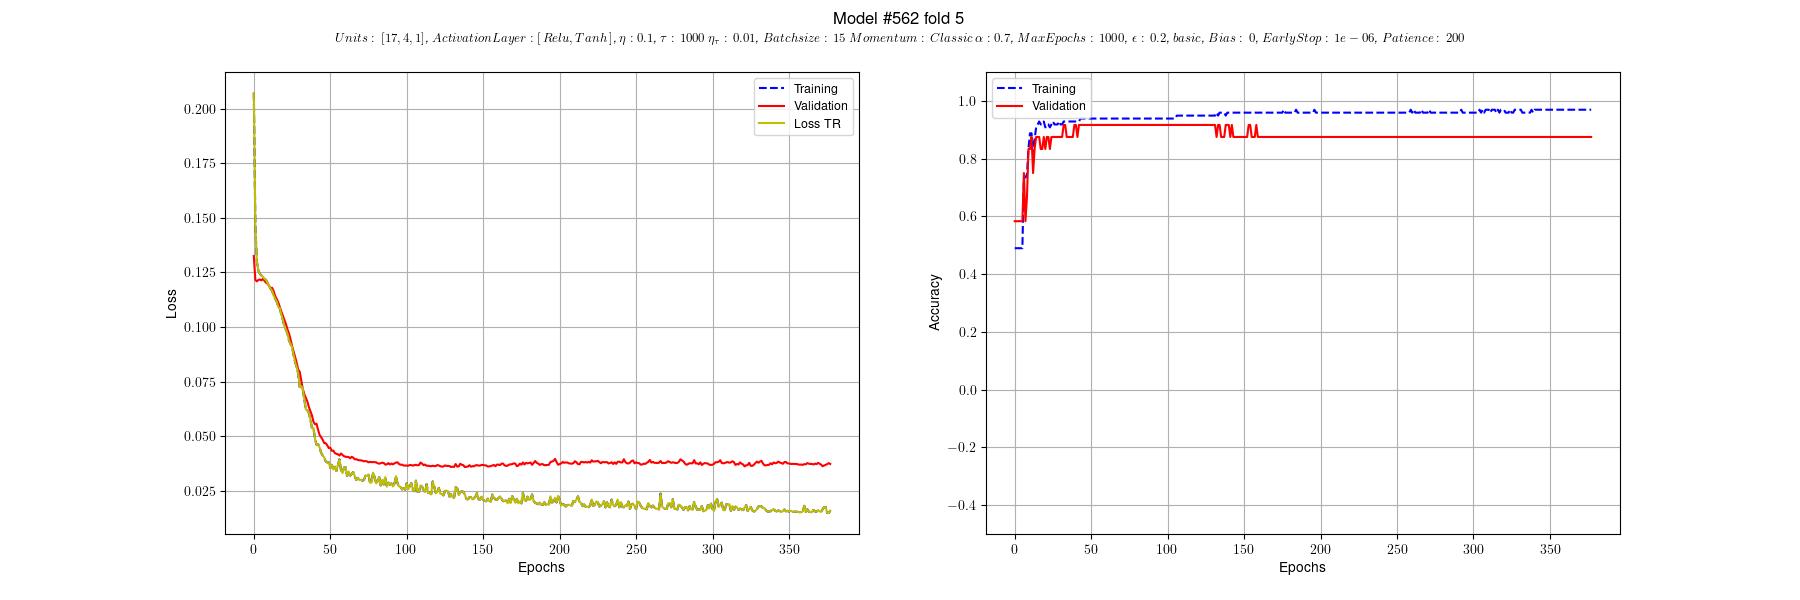 Model #562 fold 5
Units : [17, 4, 1], ActivationLayer : [Relu, Tanh], η : 0.1, τ : 1000 η_τ : 0.01, Batchsize : 15 Momentum : Classic α : 0.7, MaxEpochs : 1000, ϵ : 0.2, basic, Bias : 0, EarlyStop : 1e − 06, Patience : 200
Training
Validation
Loss TR
0.200
0.175
0.150
0.125
0.100
0.075
0.050
0.025
Loss
0
50
100
150
200
250
300
350
Epochs
Training
Validation
1.0
0.8
0.6
0.4
0.2
0.0
−0.2
−0.4
Accuracy
0
50
100
150
200
250
300
350
Epochs